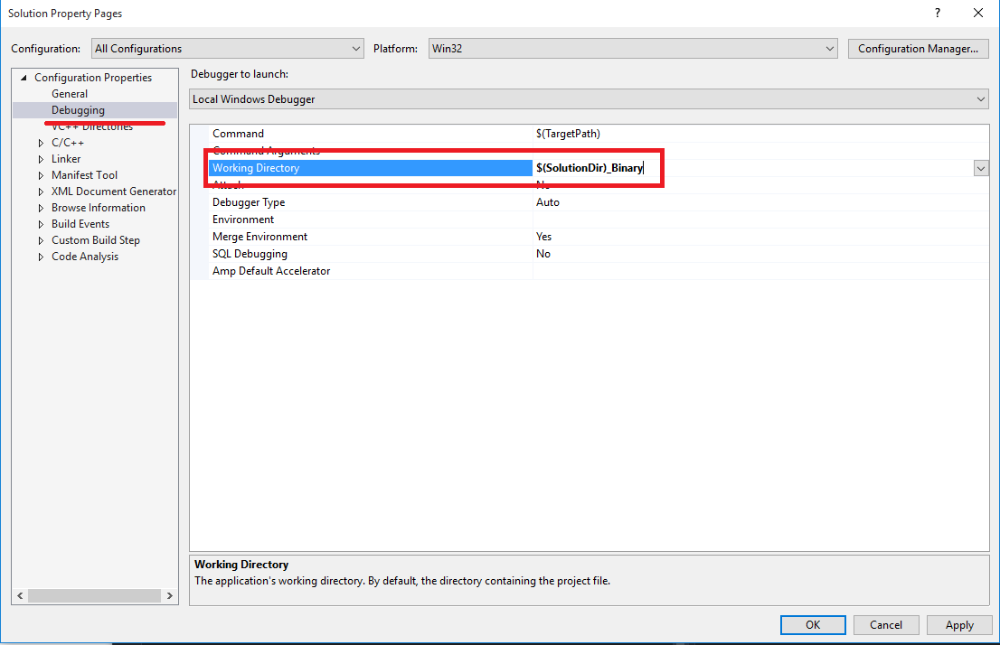 Solution Property Pages
?
Configuration: All Configurations Platform: Win32 Configuration Manager...
Configuration Properties
General
Debugging
VC++ Directories
C/C++
Linker
Manifest Tool
XML Document Generator
Browse Information
Build Events
Custom Build Step
Code Analysis
Debugger to launch:
Local Windows Debugger
Command $(TargetPath)
Command Arguments
Working Directory $(SolutionDir)_Binary
Attach No
Debugger Type Auto
Environment
Merge Environment Yes
SQL Debugging No
Amp Default Accelerator
Working Directory
The application's working directory. By default, the directory containing the project file.
OK Cancel Apply